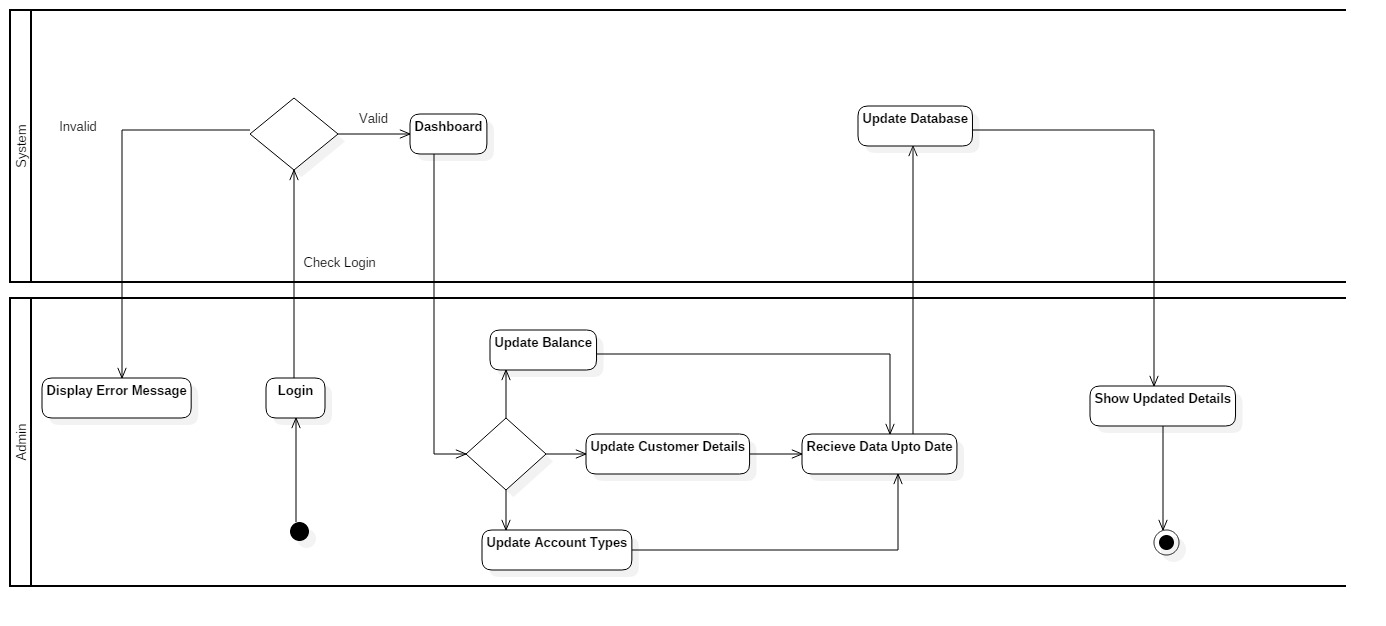 System
Invalid
Valid
Dashboard
Update Database
Check Login
Admin
Display Error Message
Login
Update Balance
Update Customer Details
Recieve Data Upto Date
Update Account Types
Show Updated Details